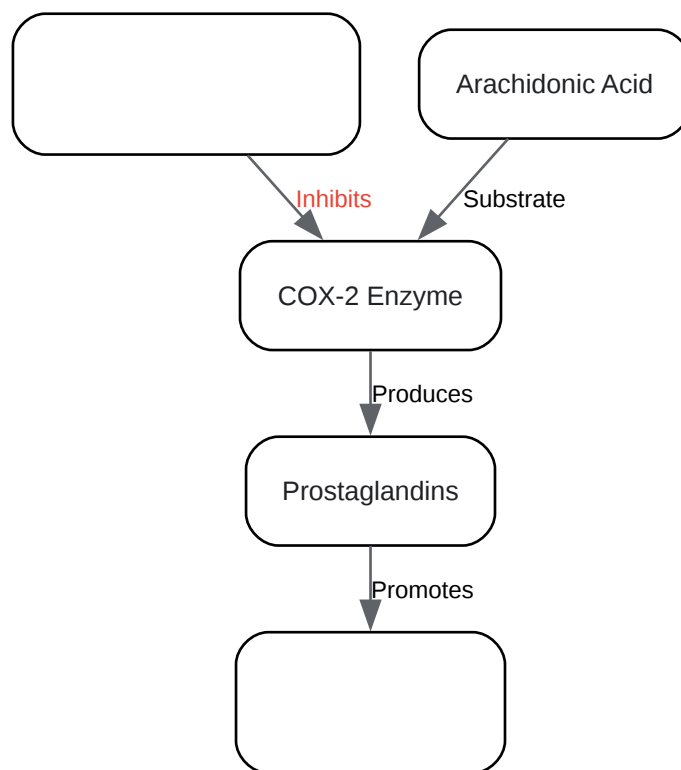 Arachidonic Acid
Inhibits
Substrate
COX-2 Enzyme
Produces
Prostaglandins
Promotes